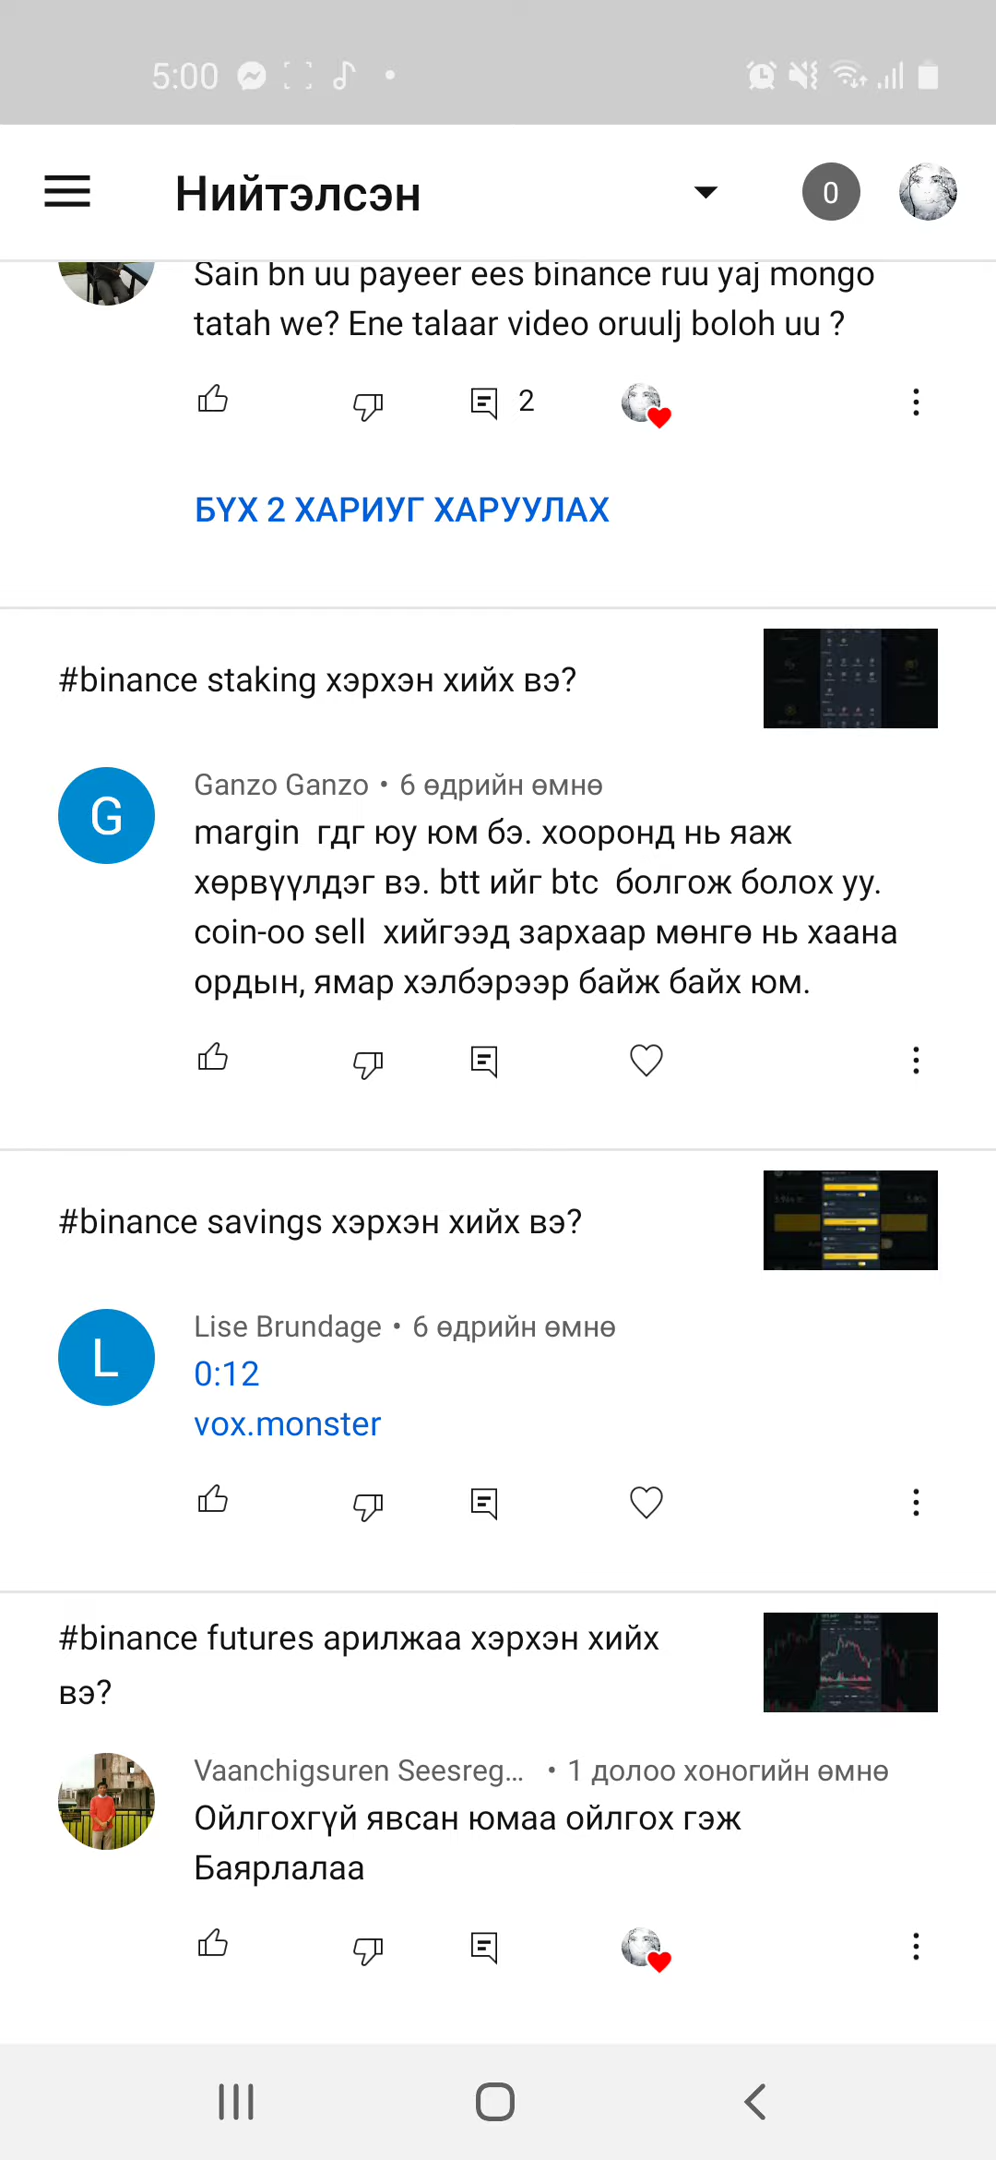 5:00
Нийтэлсэн
0
Sain bn uu payeer ees binance ruu yaj mongo
tatah we? Ene talaar video oruulj boloh uu ?
2
БҮХ 2 ХАРИУГ ХАРУУЛАХ
#binance staking хэрхэн хийх вэ?
G
Ganzo Ganzo • 6 өдрийн өмнө
margin  гдг юу юм бэ. хооронд нь яаж
хөрвүүлдэг вэ. btt ийг btc  болгож болох уу.
coin-oo sell  хийгээд зархаар мөнгө нь хаана
ордын, ямар хэлбэрээр байж байх юм.
#binance savings хэрхэн хийх вэ?
L
Lise Brundage • 6 өдрийн өмнө
0:12
vox.monster
#binance futures арилжаа хэрхэн хийх
вэ?
Vaanchigsuren Seesreg... • 1 долоо хоногийн өмнө
Ойлгохгүй явсан юмаа ойлгох гэж
Баярлалаа